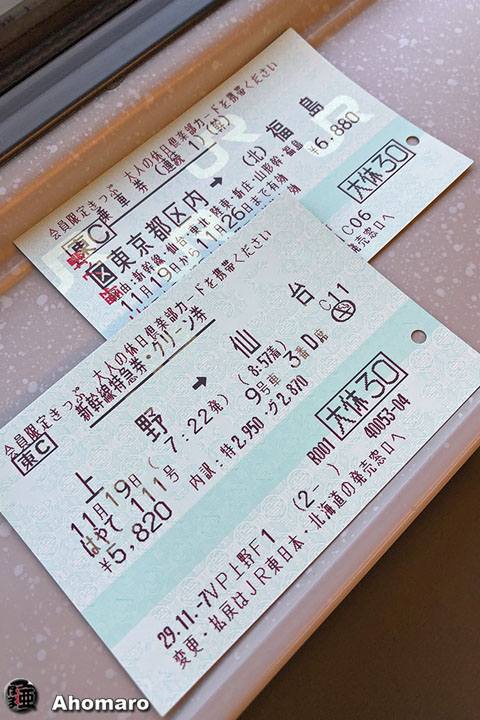 会員限定きっぷ 大人の休日倶楽部カードを携帯ください
東C
乗車券
区東京都区内 → (北) 福島
経由:新幹線・仙台・東北・陸東・新庄・山形幹・福島
11月19日から11月26日まで有効
¥6,880
大休30
C06
会員限定きっぷ 大人の休日倶楽部カードを携帯ください
東C
新幹線特急券・グリーン券
上野 → 仙台
11月19日 (7:22発) (8:57着) C11
はやて 111号 9号車 3番D席
¥5,820 内訳:特2,950・グ2,870
大休30
29.11.-7 VP上野F1 (2- ) R001 40053-04
変更・払戻はJR東日本・北海道の発売窓口へ
Ahomaro